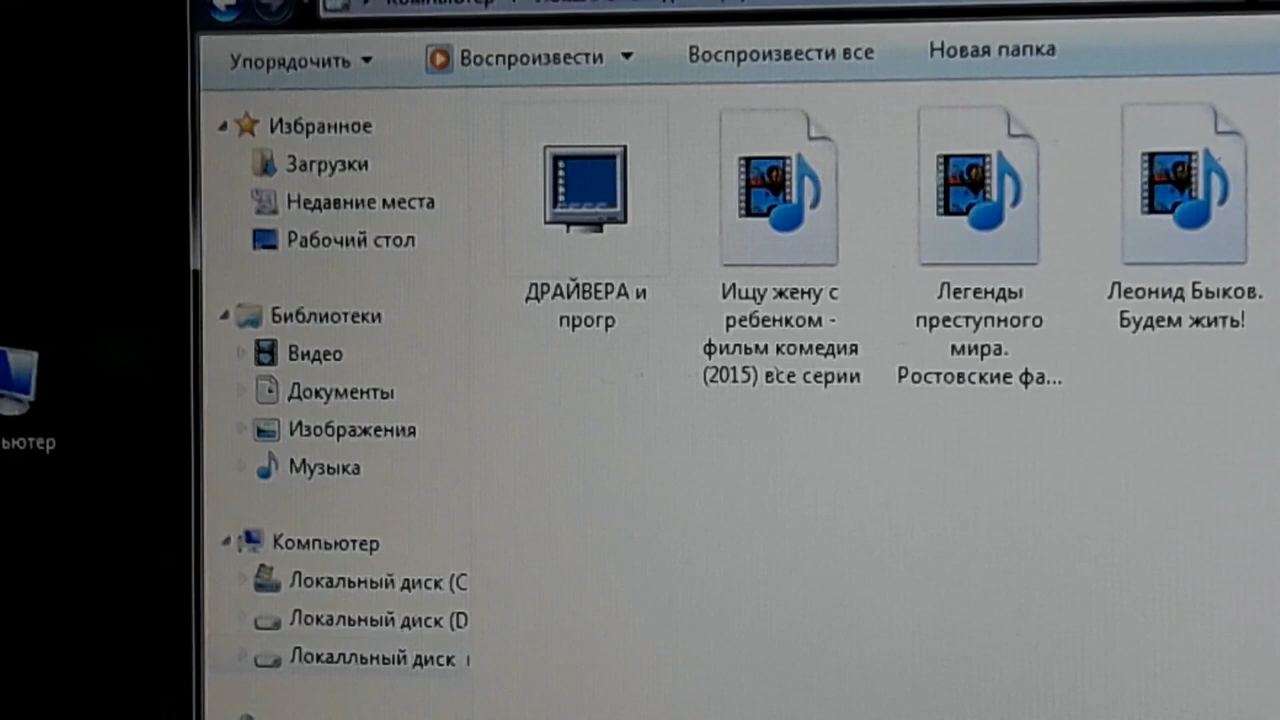 Компьютер
Упорядочить
Воспроизвести
Воспроизвести все
Новая папка
Избранное
Загрузки
Недавние места
Рабочий стол
Библиотеки
Видео
Документы
Изображения
Музыка
Компьютер
Локальный диск (C
Локальный диск (D
Локалльный диск
ДРАЙВЕРА и
прогр
Ищу жену с
ребенком -
фильм комедия
(2015) все серии
Легенды
преступного
мира.
Ростовские фа...
Леонид Быков.
Будем жить!
ьютер